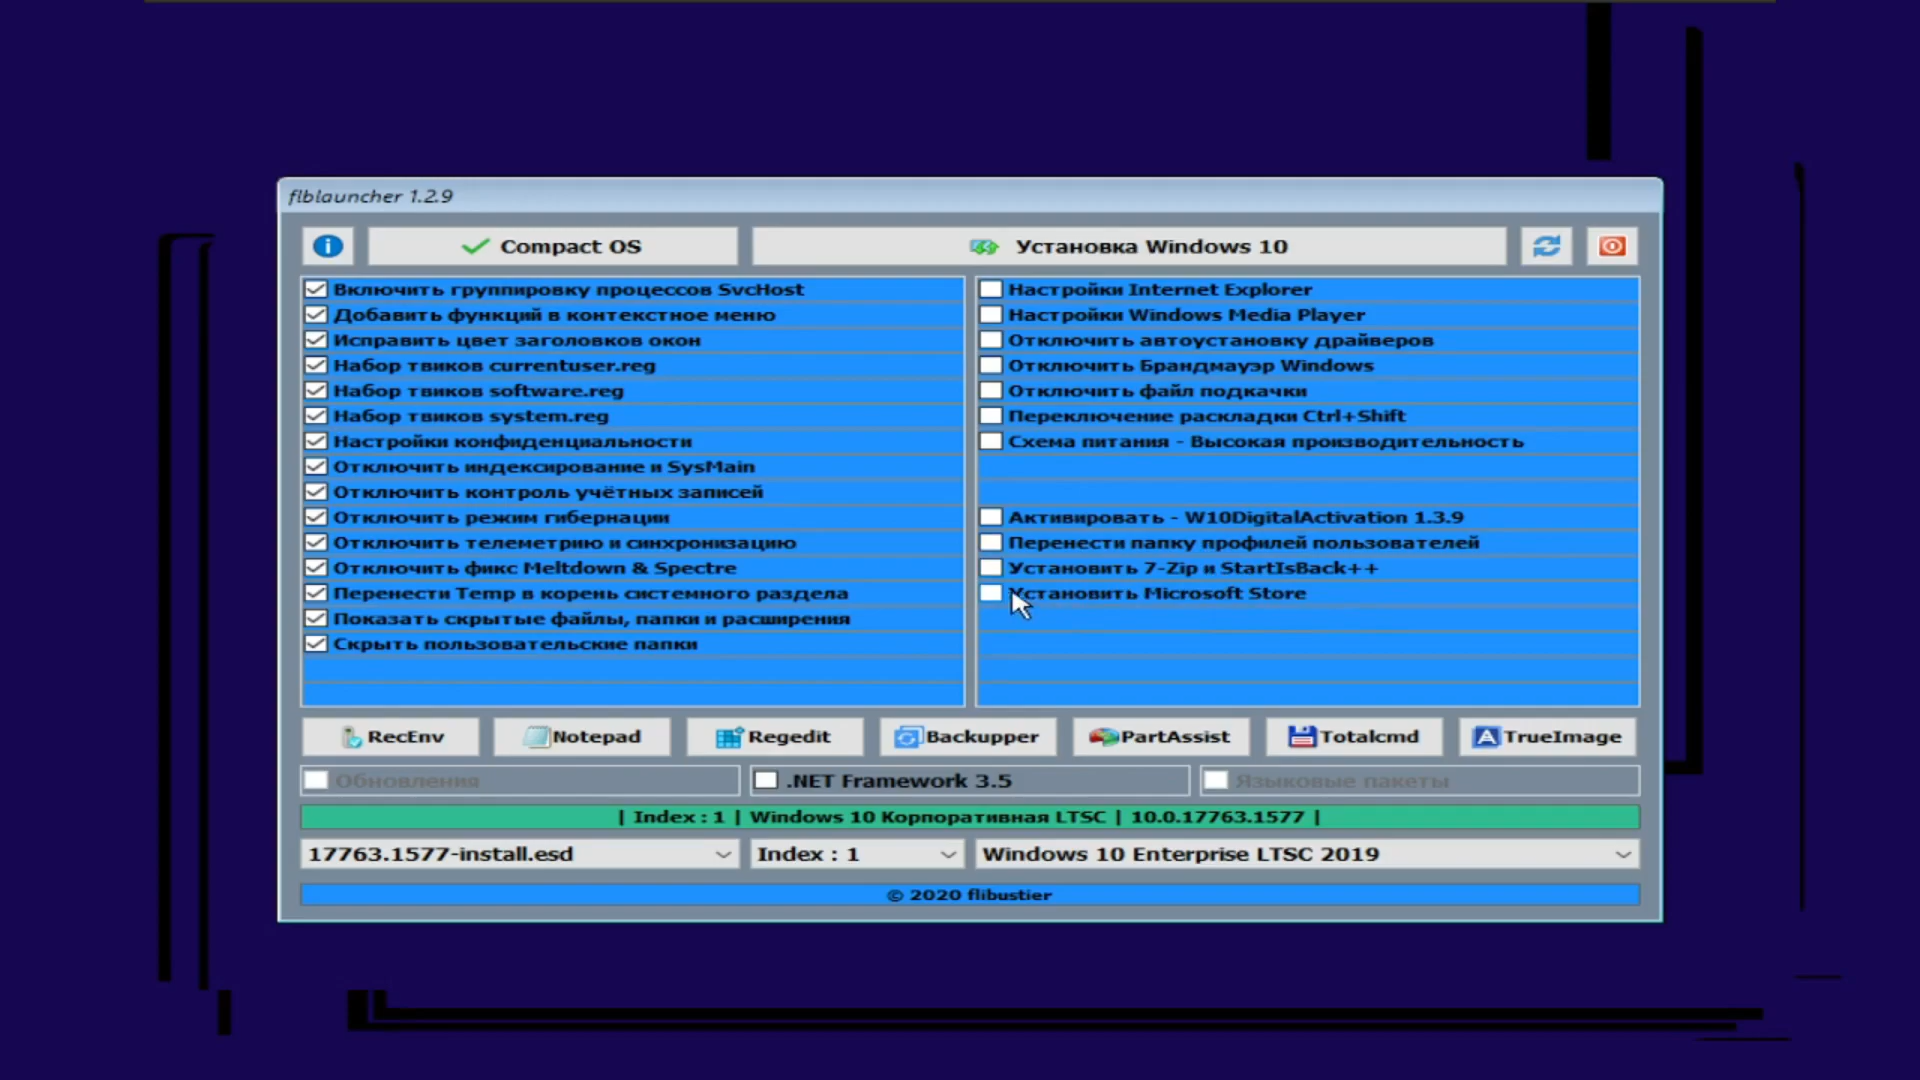 flblauncher 1.2.9
Compact OS
Установка Windows 10
Включить группировку процессов SvcHost
Добавить функций в контекстное меню
Исправить цвет заголовков окон
Набор твиков currentuser.reg
Набор твиков software.reg
Набор твиков system.reg
Настройки конфиденциальности
Отключить индексирование и SysMain
Отключить контроль учётных записей
Отключить режим гибернации
Отключить телеметрию и синхронизацию
Отключить фикс Meltdown & Spectre
Перенести Temp в корень системного раздела
Показать скрытые файлы, папки и расширения
Скрыть пользовательские папки
Настройки Internet Explorer
Настройки Windows Media Player
Отключить автоустановку драйверов
Отключить Брандмауэр Windows
Отключить файл подкачки
Переключение раскладки Ctrl+Shift
Схема питания - Высокая производительность
Активировать - W10DigitalActivation 1.3.9
Перенести папку профилей пользователей
Установить 7-Zip и StartIsBack++
Установить Microsoft Store
RecEnv
Notepad
Regedit
Backupper
PartAssist
Totalcmd
TrueImage
Обновления
.NET Framework 3.5
Языковые пакеты
| Index : 1 | Windows 10 Корпоративная LTSC | 10.0.17763.1577 |
17763.1577-install.esd
Index : 1
Windows 10 Enterprise LTSC 2019
© 2020 flibustier